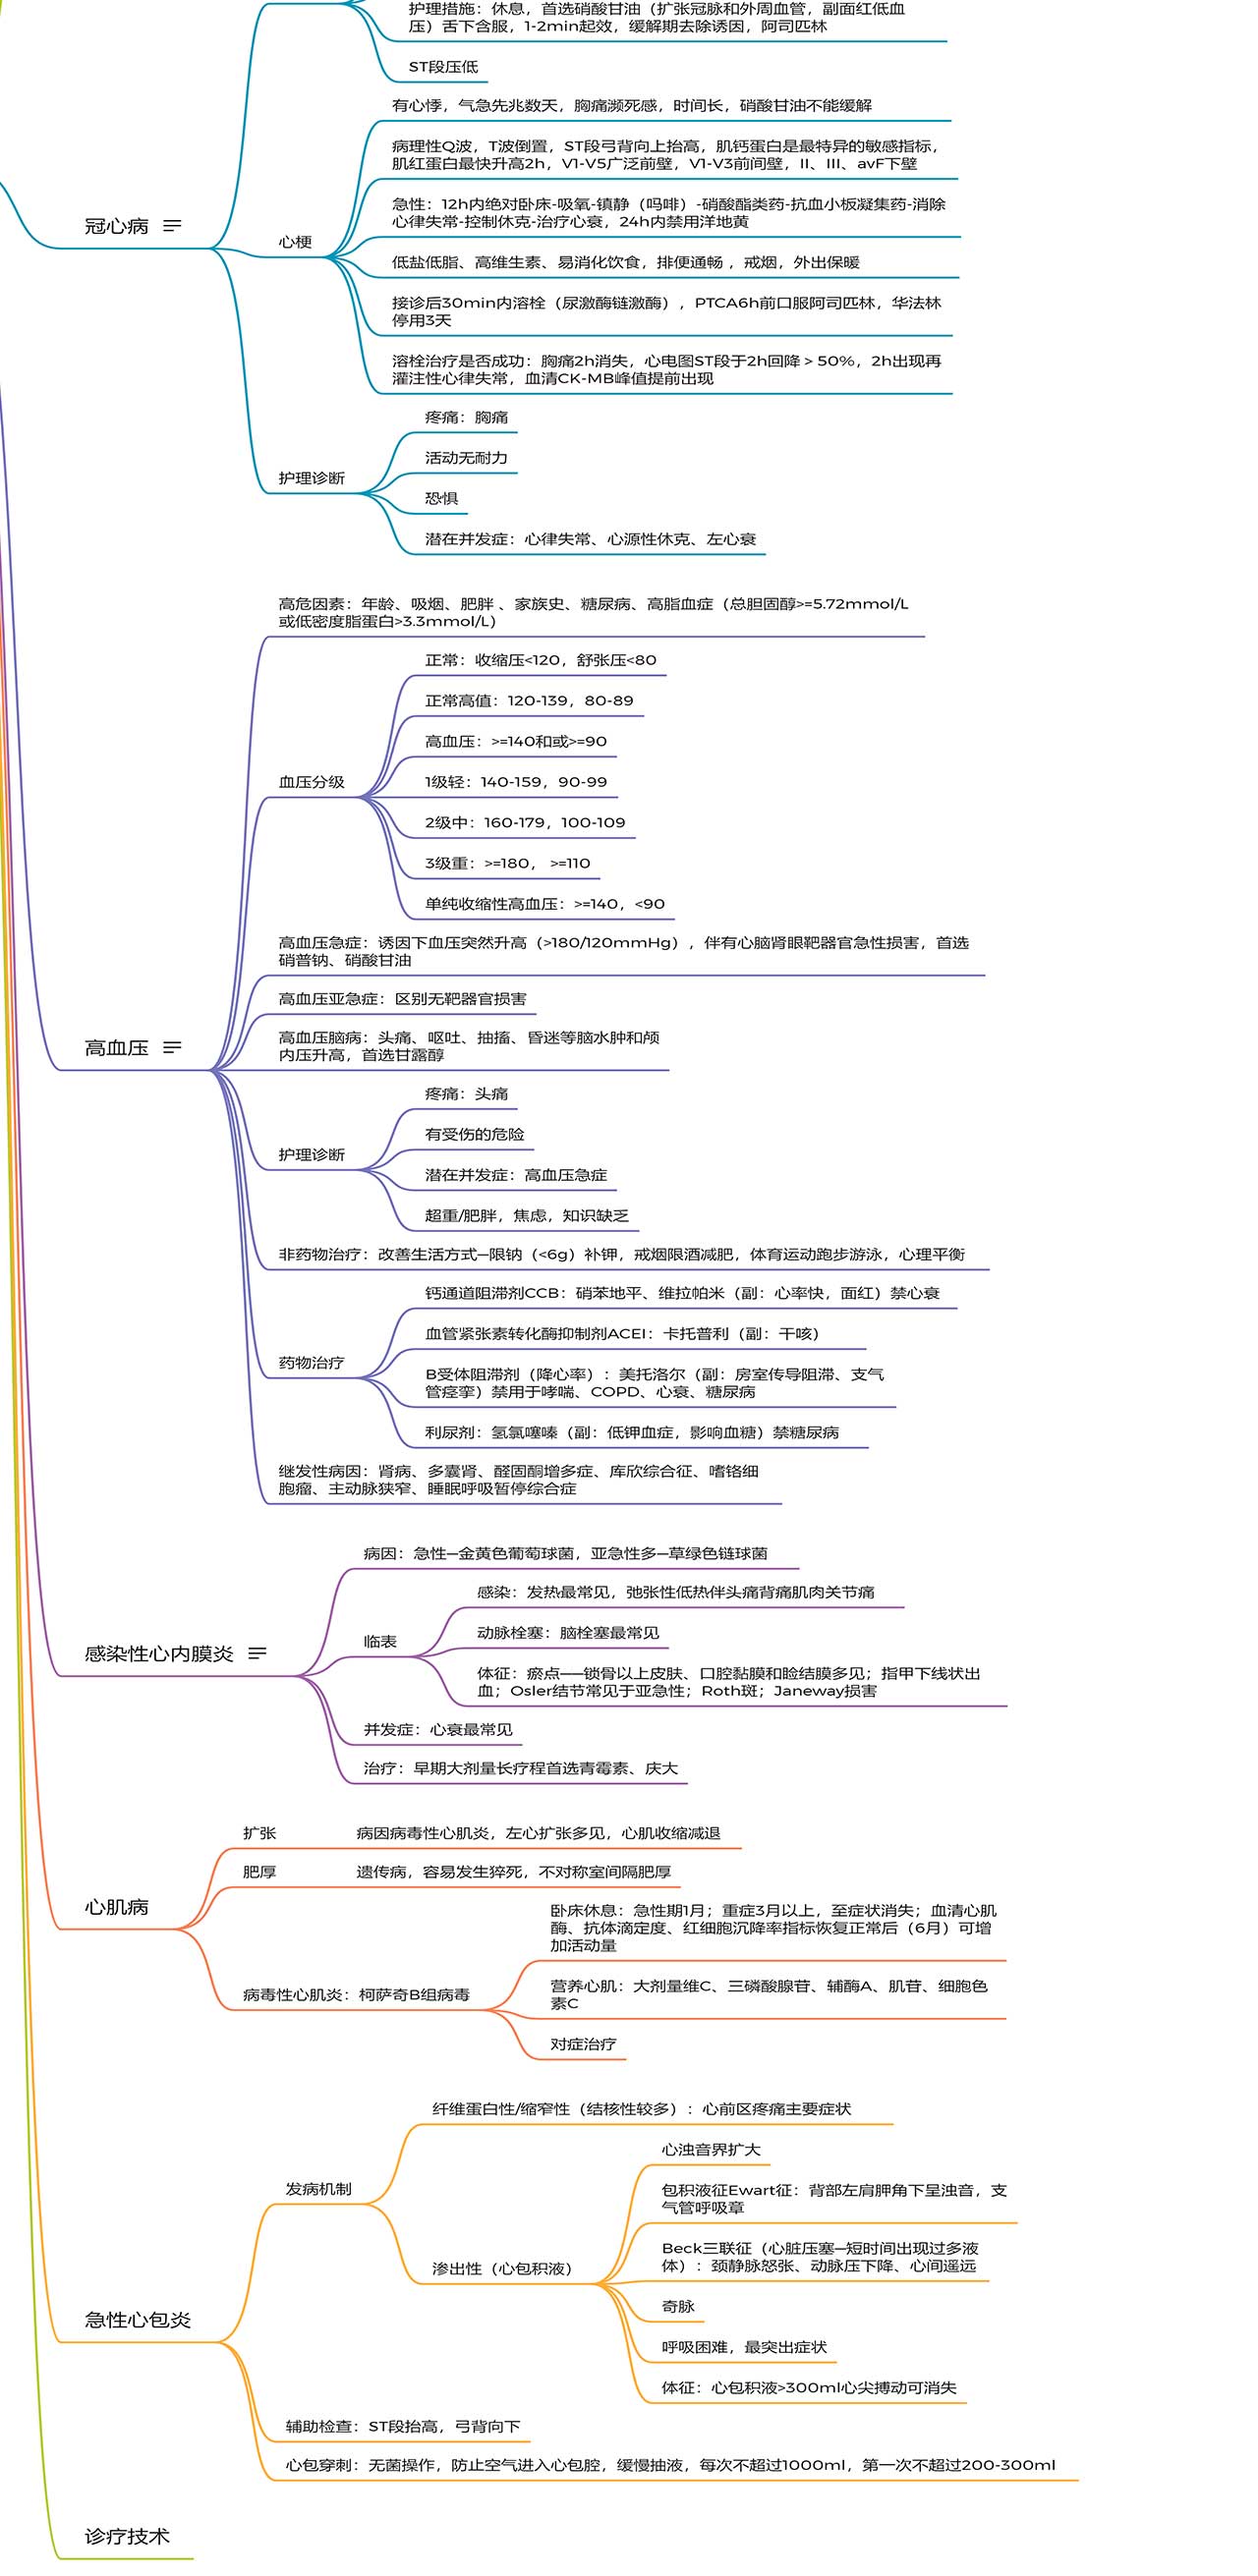 护理措施：休息，首选硝酸甘油（扩张冠脉和外周血管，副面红低血
压）舌下含服，1-2min起效，缓解期去除诱因，阿司匹林
ST段压低
冠心病
心梗
有心悸，气急先兆数天，胸痛濒死感，时间长，硝酸甘油不能缓解
病理性Q波，T波倒置，ST段弓背向上抬高，肌钙蛋白是最特异的敏感指标，
肌红蛋白最快升高2h，V1-V5广泛前壁，V1-V3前间壁，II、III、avF下壁
急性：12h内绝对卧床-吸氧-镇静（吗啡）-硝酸酯类药-抗血小板凝集药-消除
心律失常-控制休克-治疗心衰，24h内禁用洋地黄
低盐低脂、高维生素、易消化饮食，排便通畅 ，戒烟，外出保暖
接诊后30min内溶栓（尿激酶链激酶），PTCA6h前口服阿司匹林，华法林
停用3天
溶栓治疗是否成功：胸痛2h消失，心电图ST段于2h回降＞50%，2h出现再
灌注性心律失常，血清CK-MB峰值提前出现
护理诊断
疼痛：胸痛
活动无耐力
恐惧
潜在并发症：心律失常、心源性休克、左心衰
高血压
高危因素：年龄、吸烟、肥胖 、家族史、糖尿病、高脂血症（总胆固醇>=5.72mmol/L
或低密度脂蛋白>3.3mmol/L)
血压分级
正常：收缩压<120，舒张压<80
正常高值：120-139，80-89
高血压：>=140和或>=90
1级轻：140-159，90-99
2级中：160-179，100-109
3级重：>=180， >=110
单纯收缩性高血压：>=140，<90
高血压急症：诱因下血压突然升高（>180/120mmHg），伴有心脑肾眼靶器官急性损害，首选
硝普钠、硝酸甘油
高血压亚急症：区别无靶器官损害
高血压脑病：头痛、呕吐、抽搐、昏迷等脑水肿和颅
内压升高，首选甘露醇
护理诊断
疼痛：头痛
有受伤的危险
潜在并发症：高血压急症
超重/肥胖，焦虑，知识缺乏
非药物治疗：改善生活方式—限钠（<6g）补钾，戒烟限酒减肥，体育运动跑步游泳，心理平衡
药物治疗
钙通道阻滞剂CCB：硝苯地平、维拉帕米（副：心率快，面红）禁心衰
血管紧张素转化酶抑制剂ACEI：卡托普利（副：干咳）
B受体阻滞剂（降心率）：美托洛尔（副：房室传导阻滞、支气
管痉挛）禁用于哮喘、COPD、心衰、糖尿病
利尿剂：氢氯噻嗪（副：低钾血症，影响血糖）禁糖尿病
继发性病因：肾病、多囊肾、醛固酮增多症、库欣综合征、嗜铬细
胞瘤、主动脉狭窄、睡眠呼吸暂停综合症
感染性心内膜炎
病因：急性—金黄色葡萄球菌，亚急性多—草绿色链球菌
临表
感染：发热最常见，弛张性低热伴头痛背痛肌肉关节痛
动脉栓塞：脑栓塞最常见
体征：瘀点——锁骨以上皮肤、口腔黏膜和睑结膜多见；指甲下线状出
血；Osler结节常见于亚急性；Roth斑；Janeway损害
并发症：心衰最常见
治疗：早期大剂量长疗程首选青霉素、庆大
心肌病
扩张 病因病毒性心肌炎，左心扩张多见，心肌收缩减退
肥厚 遗传病，容易发生猝死，不对称室间隔肥厚
病毒性心肌炎：柯萨奇B组病毒
卧床休息：急性期1月；重症3月以上，至症状消失；血清心肌
酶、抗体滴定度、红细胞沉降率指标恢复正常后（6月）可增
加活动量
营养心肌：大剂量维C、三磷酸腺苷、辅酶A、肌苷、细胞色
素C
对症治疗
急性心包炎
发病机制
纤维蛋白性/缩窄性（结核性较多）：心前区疼痛主要症状
渗出性（心包积液）
心浊音界扩大
包积液征Ewart征：背部左肩胛角下呈浊音，支
气管呼吸章
Beck三联征（心脏压塞—短时间出现过多液
体）：颈静脉怒张、动脉压下降、心间遥远
奇脉
呼吸困难，最突出症状
体征：心包积液>300ml心尖搏动可消失
辅助检查：ST段抬高，弓背向下
心包穿刺：无菌操作，防止空气进入心包腔，缓慢抽液，每次不超过1000ml，第一次不超过200-300ml
诊疗技术